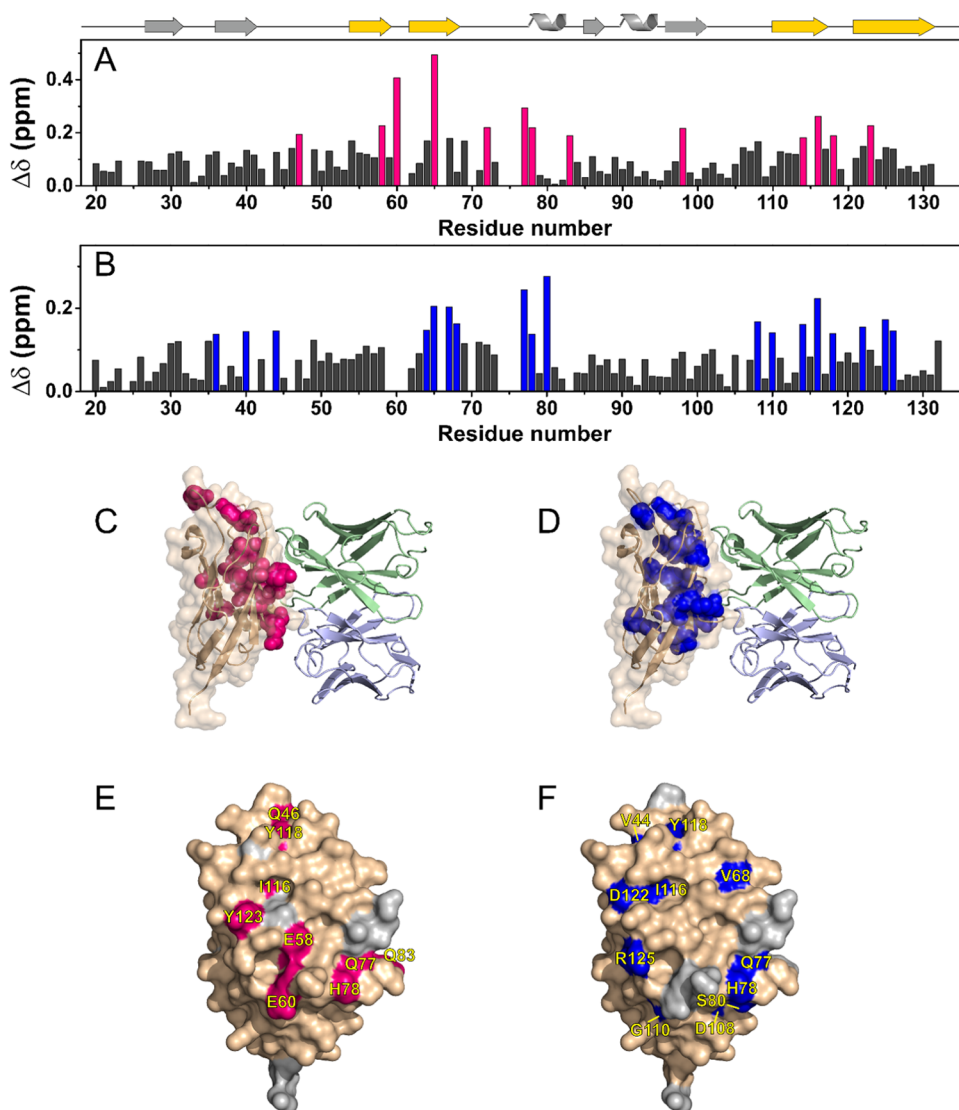 A
Δδ (ppm)
0.4
0.2
0.0
20 30 40 50 60 70 80 90 100 110 120 130
Residue number
B
Δδ (ppm)
0.2
0.0
20 30 40 50 60 70 80 90 100 110 120 130
Residue number
C
D
E
Q46
Y118
I116
Y123
E58
Q77
Q83
H78
E60
F
V44
Y118
V68
D122
I116
R125
Q77
H78
S80
D108
G110